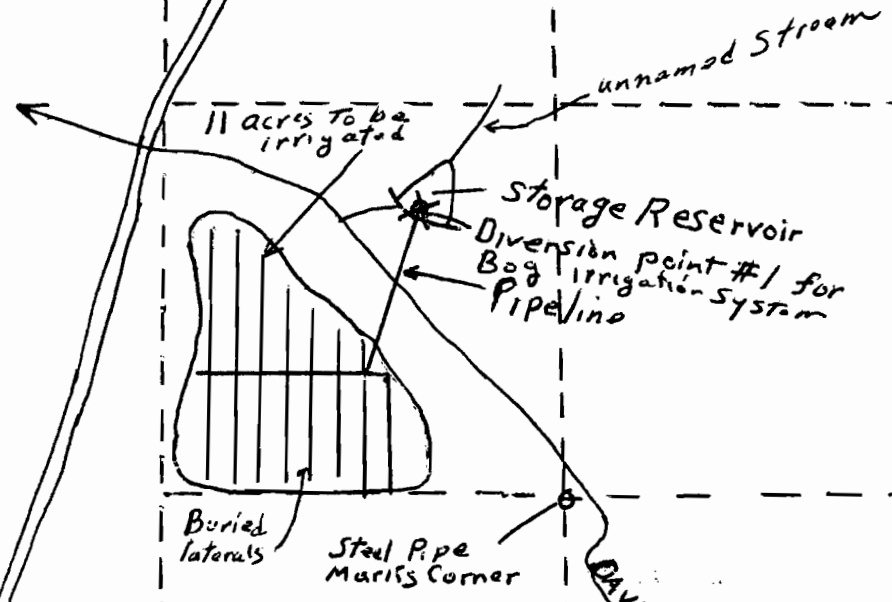 unnamed Stream
11 acres To be
irrigated
Storage Reservoir
Diversion point #1 for
Bog irrigation System
Pipeline
Buried
laterals
Steel Pipe
Marks Corner